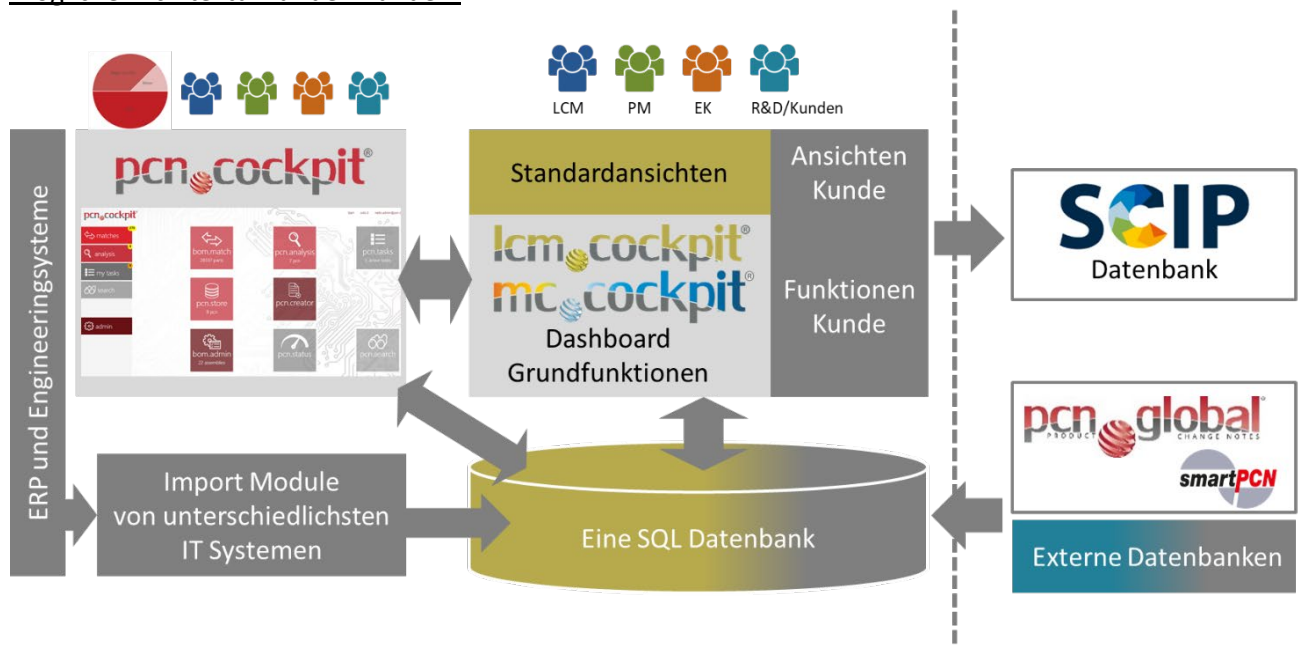 LCM PM EK R&D/Kunden
ERP und Engineeringsysteme
pcn.cockpit®
pcn.cockpit
matches
analysis
my tasks
search
admin
bom.match
pcn.analysis
pcn.tasks
pcn.store
pcn.creator
bom.admin
pcn.status
pcn.search
Standardansichten
Ansichten
Kunde
lcm.cockpit®
mc.cockpit®
Dashboard
Grundfunktionen
Funktionen
Kunde
SCIP
Datenbank
Import Module
von unterschiedlichsten
IT Systemen
Eine SQL Datenbank
pcn.global
PRODUCT CHANGE NOTES
smartPCN
Externe Datenbanken